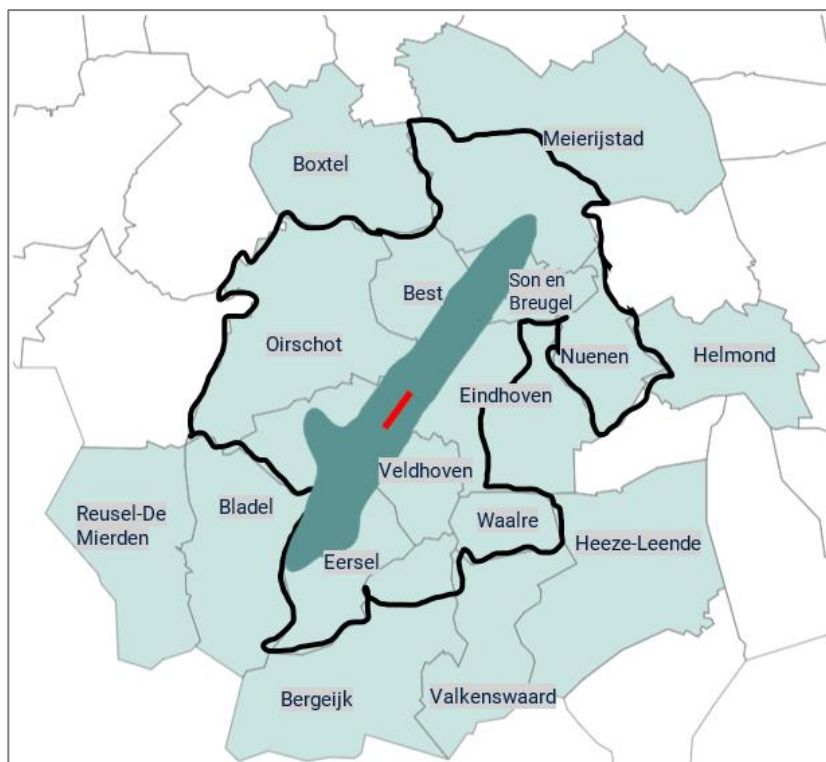 Meierijstad
Boxtel
Son en
Breugel
Best
Oirschot
Nuenen
Helmond
Eindhoven
Veldhoven
Bladel
Reusel-De
Mierden
Waalre
Heeze-Leende
Eersel
Bergeijk
Valkenswaard